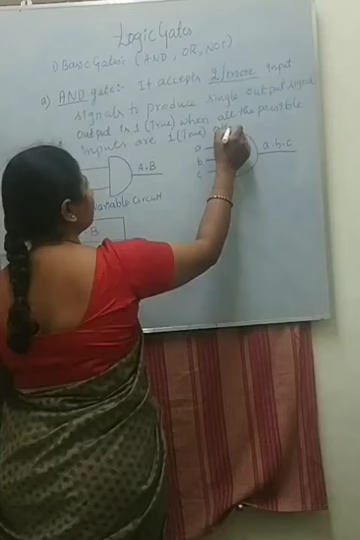 Logic Gates
1) Basic Gates: (AND, OR, NOT)
a) AND gate:- It accepts 2/more input
signals to produce single output signal
output is 1 (True) when all the possible
inputs are 1 (True)
A.B
a
b
c
a.b.c
variable circuit
B